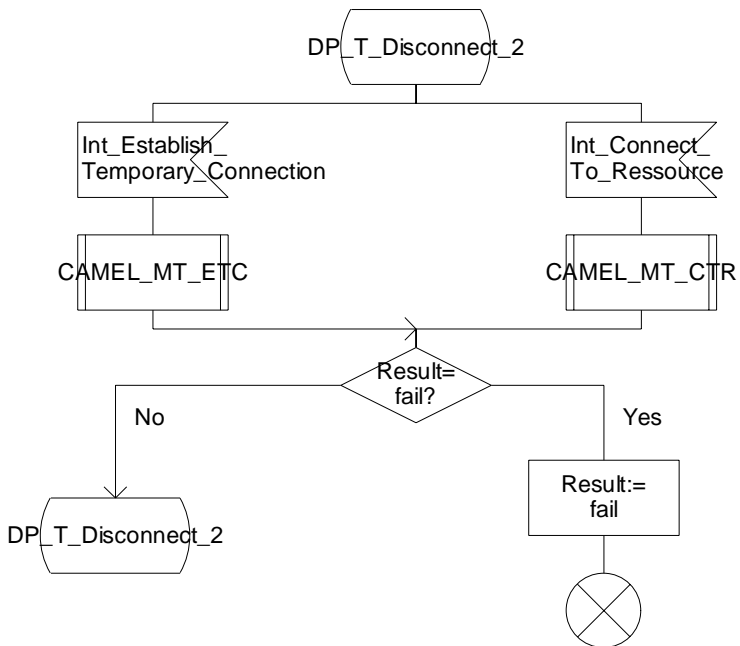 DP_T_Disconnect_2
Int_Establish_
Temporary_Connection
Int_Connect_
To_Ressource
CAMEL_MT_ETC
CAMEL_MT_CTR
Result=
fail?
No
Yes
Result:=
fail
DP_T_Disconnect_2